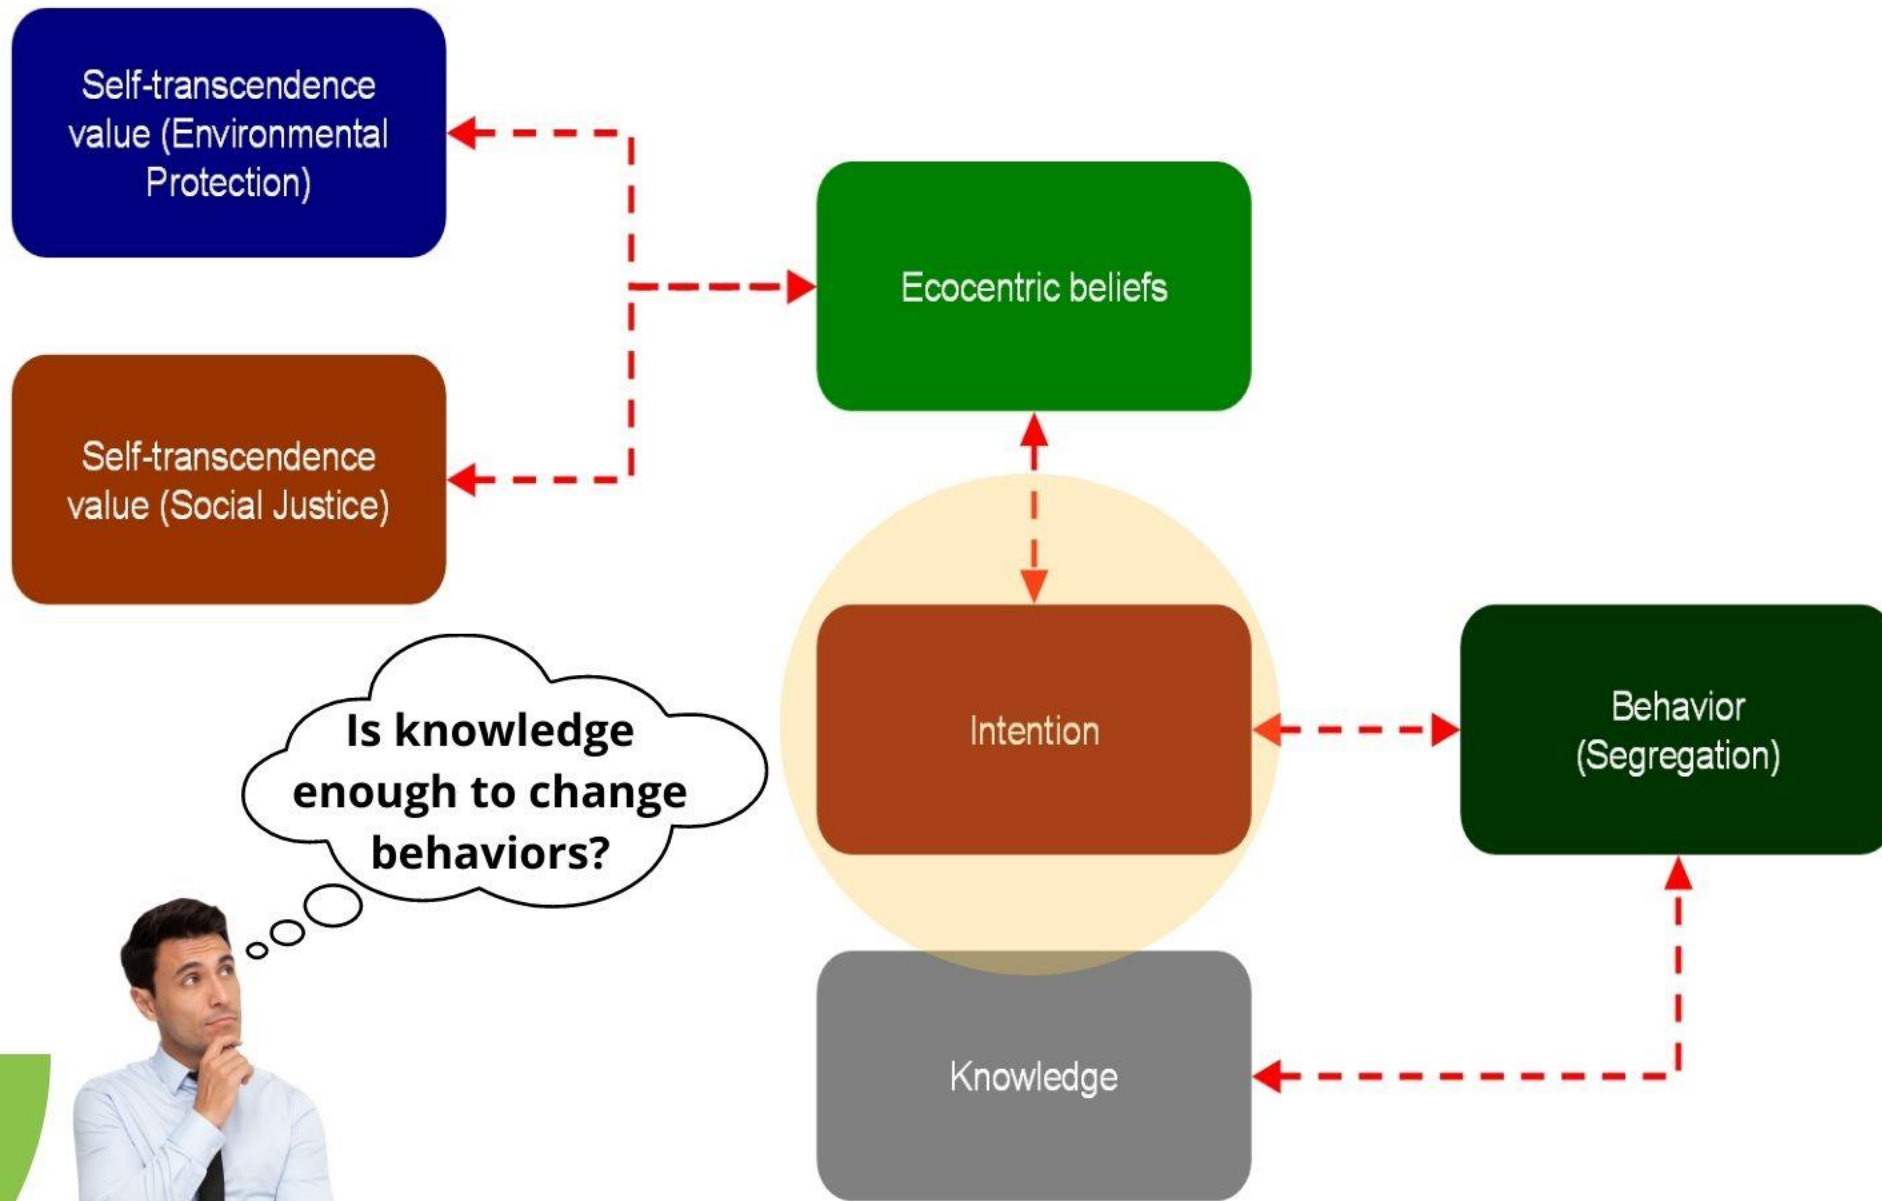 Self-transcendence
value (Environmental
Protection)
Ecocentric beliefs
Self-transcendence
value (Social Justice)
Is knowledge
enough to change
behaviors?
Intention
Behavior
(Segregation)
Knowledge